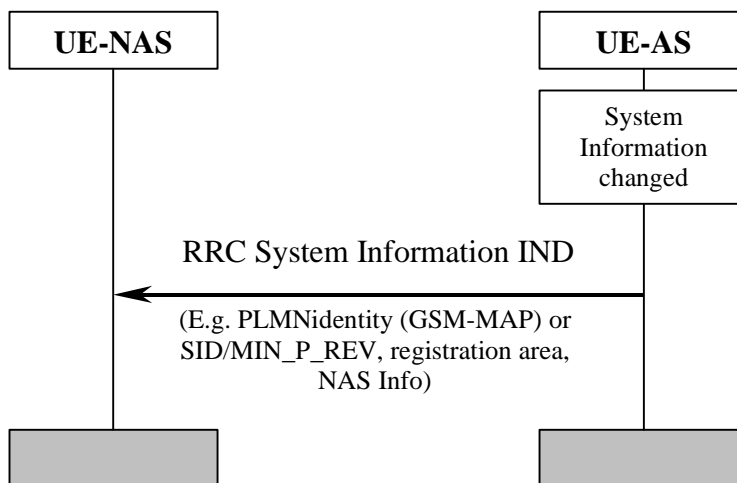 UE-NAS
UE-AS
System
Information
changed
RRC System Information IND
(E.g. PLMNidentity (GSM-MAP) or
SID/MIN_P_REV, registration area,
NAS Info)